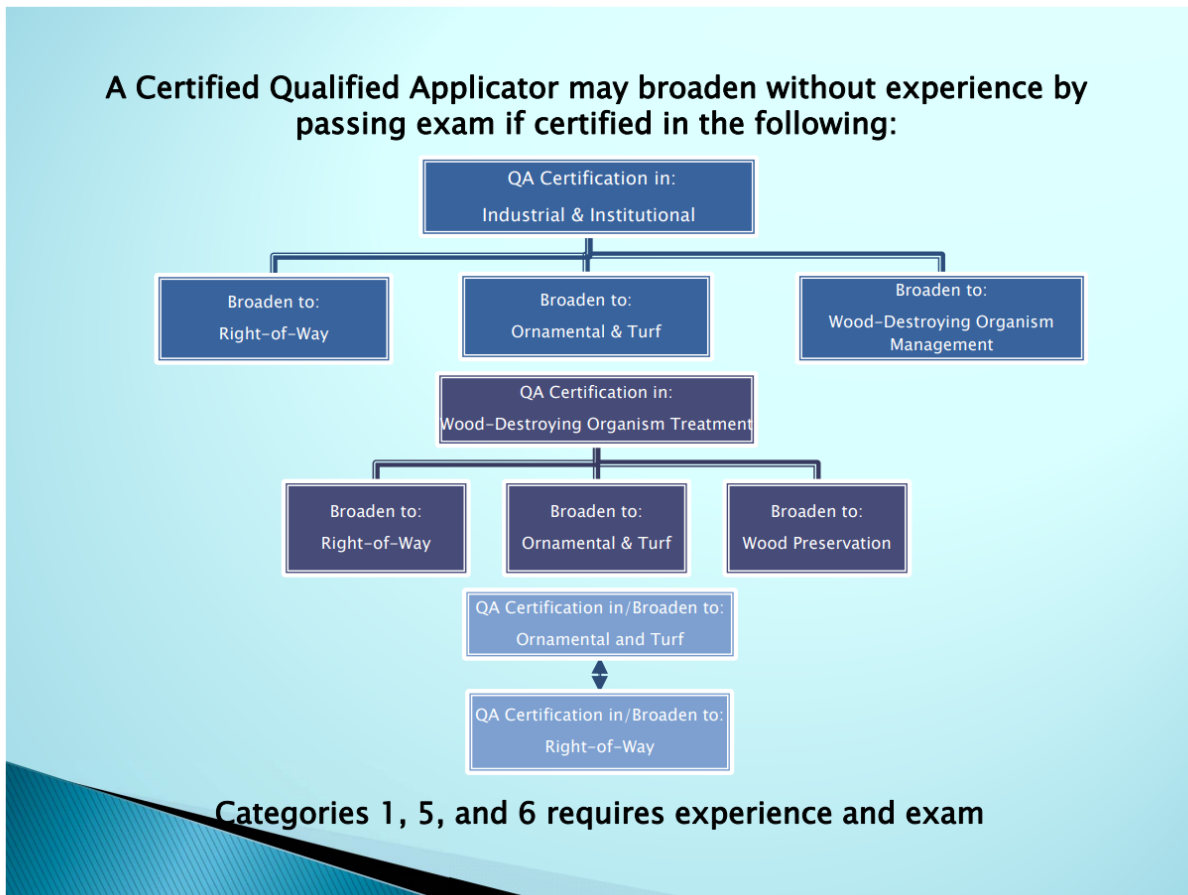 A Certified Qualified Applicator may broaden without experience by
passing exam if certified in the following:
QA Certification in:
Industrial & Institutional
Broaden to:
Right-of-Way
Broaden to:
Ornamental & Turf
Broaden to:
Wood-Destroying Organism
Management
QA Certification in:
Wood-Destroying Organism Treatment
Broaden to:
Right-of-Way
Broaden to:
Ornamental & Turf
Broaden to:
Wood Preservation
QA Certification in/Broaden to:
Ornamental and Turf
QA Certification in/Broaden to:
Right-of-Way
Categories 1, 5, and 6 requires experience and exam